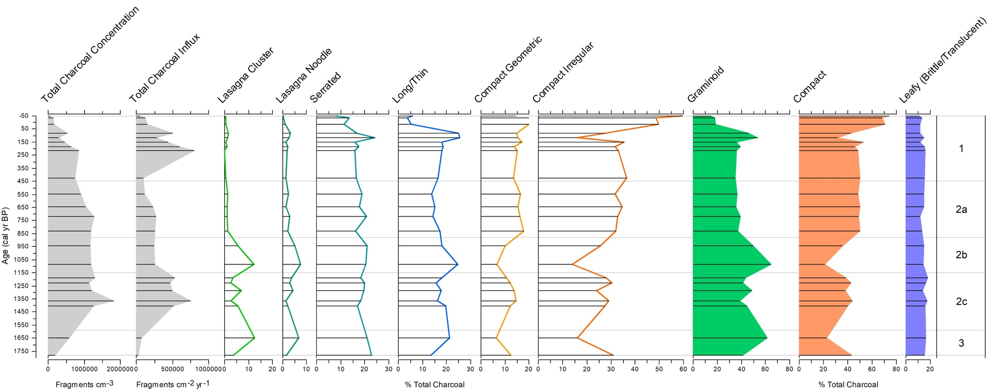 Total Charcoal Concentration
Total Charcoal Influx
Lasagna Cluster
Lasagna Noodle
Serrated
Long/Thin
Compact Geometric
Compact Irregular
Graminoid
Compact
Leafy (Brittle/Translucent)
Age (cal yr BP)
-50
50
150
250
350
450
550
650
750
850
950
1050
1150
1250
1350
1450
1550
1650
1750
1
2a
2b
2c
3
0 1000000 2000000
0 500000 1000000
0 10 20
0 10
0 10 20 30
0 10 20 30
0 10 20
0 10 20 30 40 50 60
0 20 40 60 80
0 20 40 60 80
0 20
Fragments cm-3
Fragments cm-2 yr-1
% Total Charcoal
% Total Charcoal